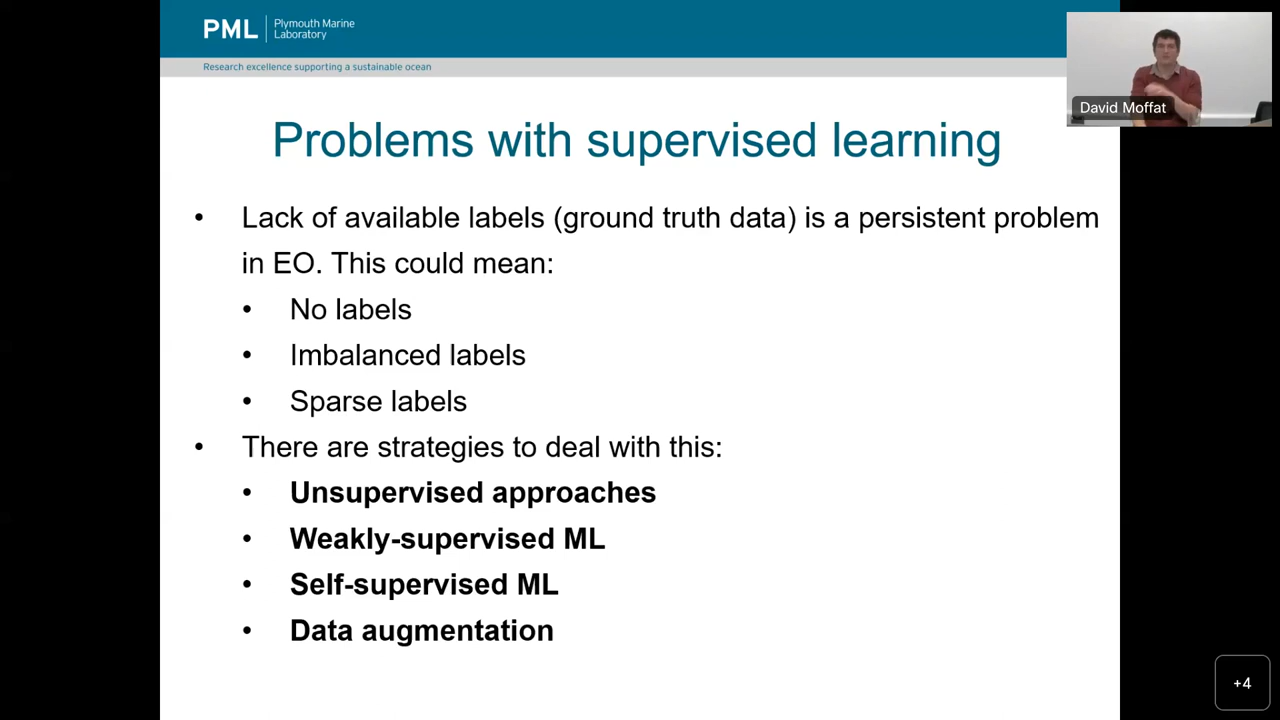 PML
Plymouth Marine
Laboratory
Research excellence supporting a sustainable ocean
David Moffat
Problems with supervised learning
• Lack of available labels (ground truth data) is a persistent problem
in EO. This could mean:
• No labels
• Imbalanced labels
• Sparse labels
• There are strategies to deal with this:
• Unsupervised approaches
• Weakly-supervised ML
• Self-supervised ML
• Data augmentation
+4